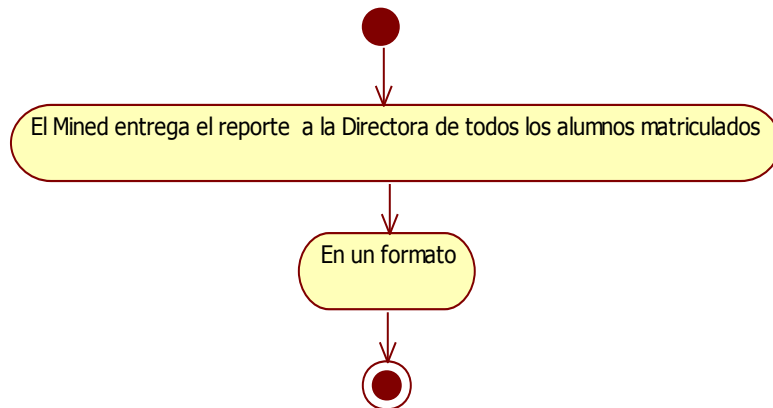 El Mined entrega el reporte  a la Directora de todos los alumnos matriculados
En un formato